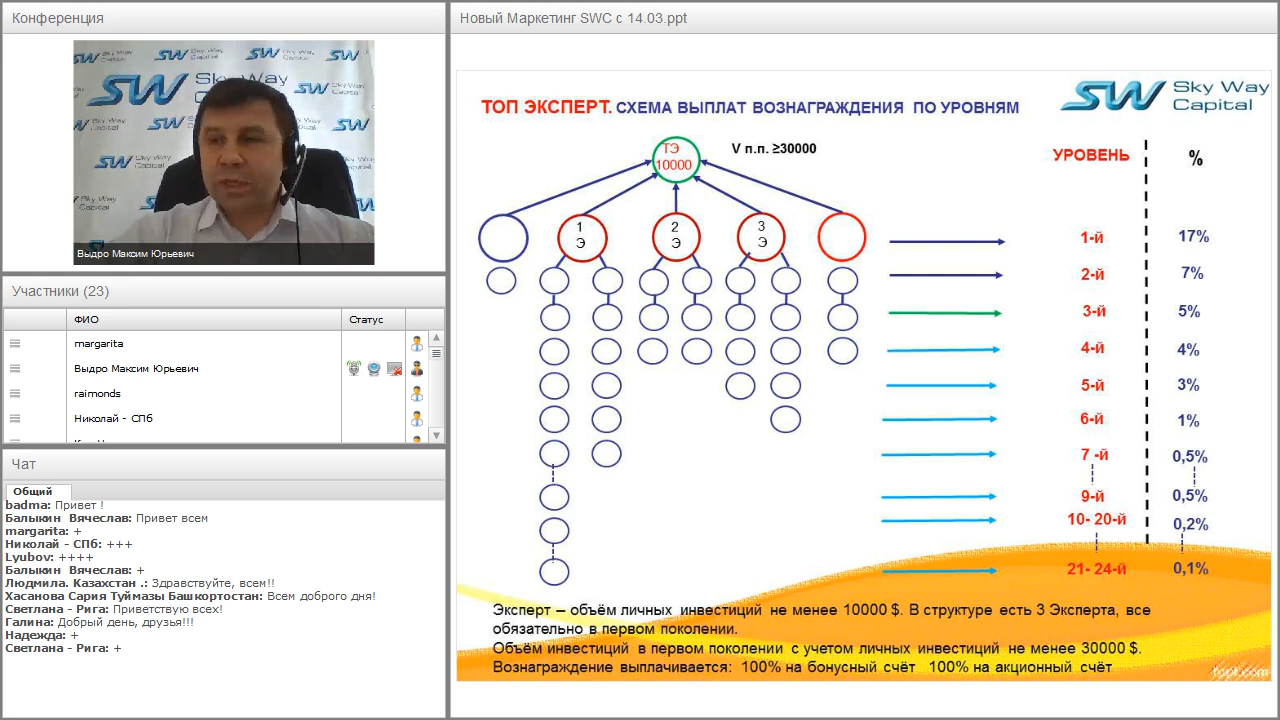 Конференция
SW
Sky Way
Capital
Выдро Максим Юрьевич
Участники (23)
ФИО
Статус
margarita
Выдро Максим Юрьевич
raimonds
Николай - СПб
Чат
Общий
badma: Привет !
Балыкин Вячеслав: Привет всем
margarita: +
Николай - СПб: +++
Lyubov: ++++
Балыкин Вячеслав: +
Людмила. Казахстан .: Здравствуйте, всем!!
Хасанова Сария Туймазы Башкортостан: Всем доброго дня!
Светлана - Рига: Приветствую всех!
Галина: Добрый день, друзья!!!
Надежда: +
Светлана - Рига: +
Новый Маркетинг SWC с 14.03.ppt
ТОП ЭКСПЕРТ. СХЕМА ВЫПЛАТ ВОЗНАГРАЖДЕНИЯ ПО УРОВНЯМ
SW Sky Way
Capital
ТЭ
10000
V п.п. ≥30000
УРОВЕНЬ %
1
Э
2
Э
3
Э
1-й 17%
2-й 7%
3-й 5%
4-й 4%
5-й 3%
6-й 1%
7 -й 0,5%
9-й 0,5%
10- 20-й 0,2%
21- 24-й 0,1%
Эксперт – объём личных инвестиций не менее 10000 $. В структуре есть 3 Эксперта, все
обязательно в первом поколении.
Объём инвестиций в первом поколении с учетом личных инвестиций не менее 30000 $.
Вознаграждение выплачивается: 100% на бонусный счёт 100% на акционный счёт
fppt.com